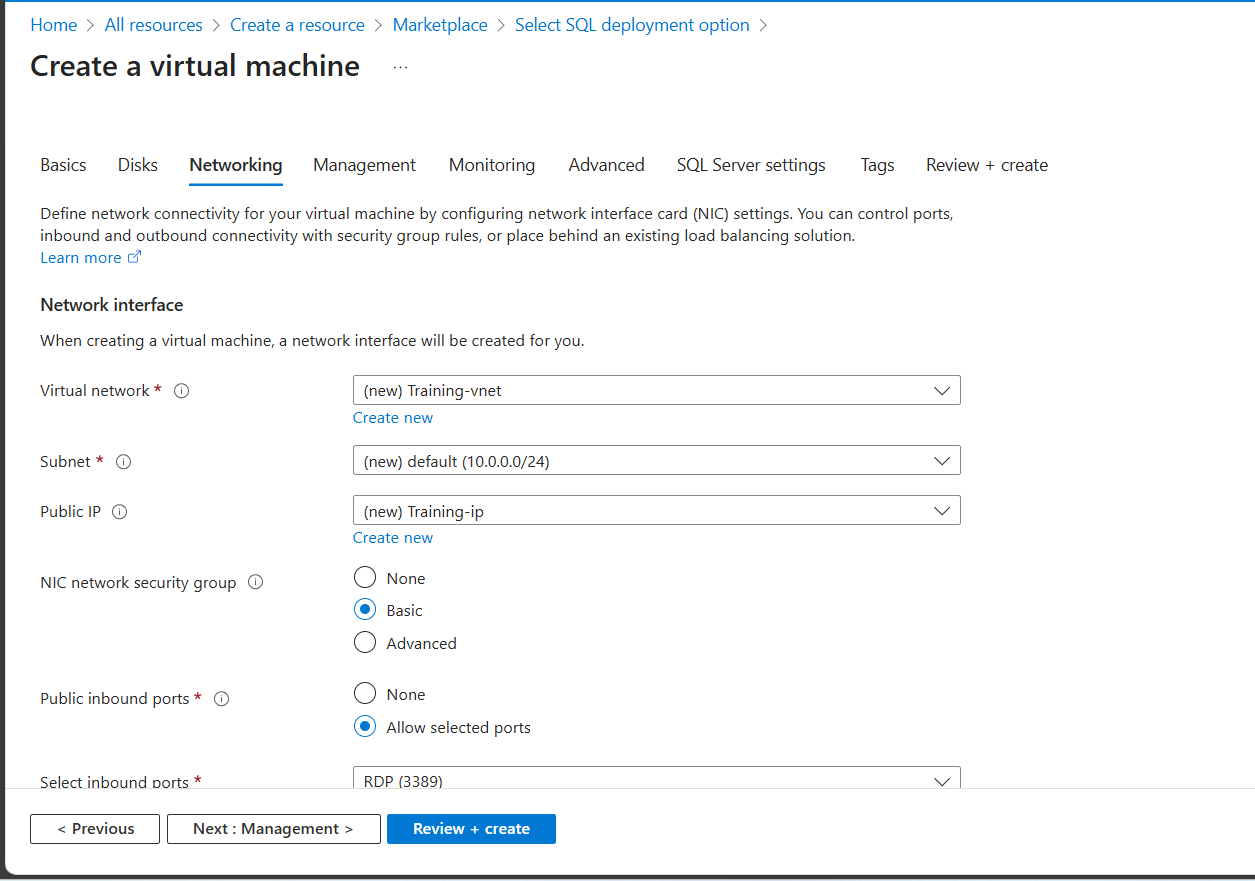 Home > All resources > Create a resource > Marketplace > Select SQL deployment option >
Create a virtual machine ...
Basics Disks Networking Management Monitoring Advanced SQL Server settings Tags Review + create
Define network connectivity for your virtual machine by configuring network interface card (NIC) settings. You can control ports,
inbound and outbound connectivity with security group rules, or place behind an existing load balancing solution.
Learn more
Network interface
When creating a virtual machine, a network interface will be created for you.
Virtual network * (new) Training-vnet
Create new
Subnet * (new) default (10.0.0.0/24)
Public IP (new) Training-ip
Create new
NIC network security group None
Basic
Advanced
Public inbound ports * None
Allow selected ports
Select inbound ports * RDP (3389)
< Previous Next : Management > Review + create